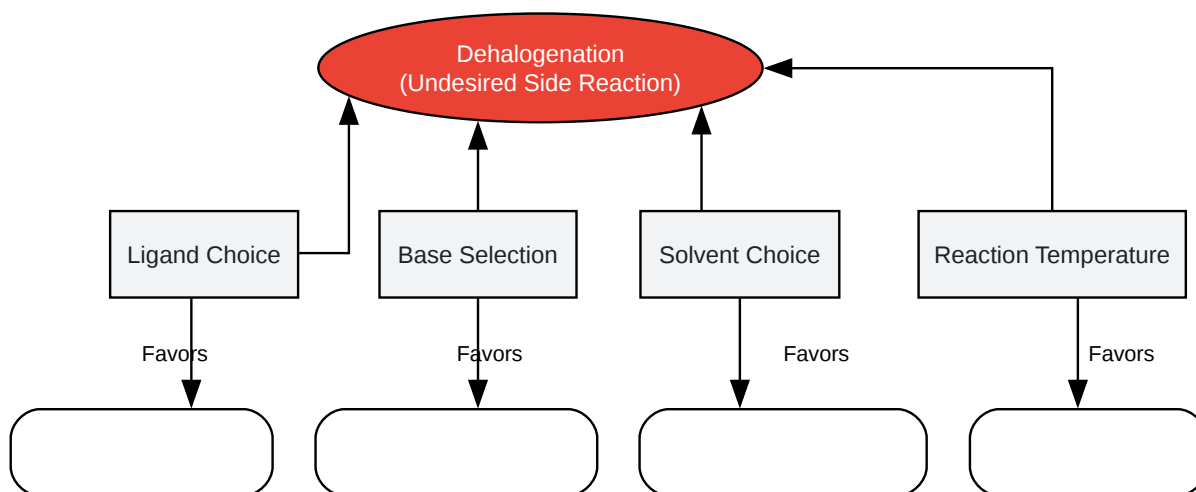 Dehalogenation
(Undesired Side Reaction)
Ligand Choice
Base Selection
Solvent Choice
Reaction Temperature
Favors
Favors
Favors
Favors